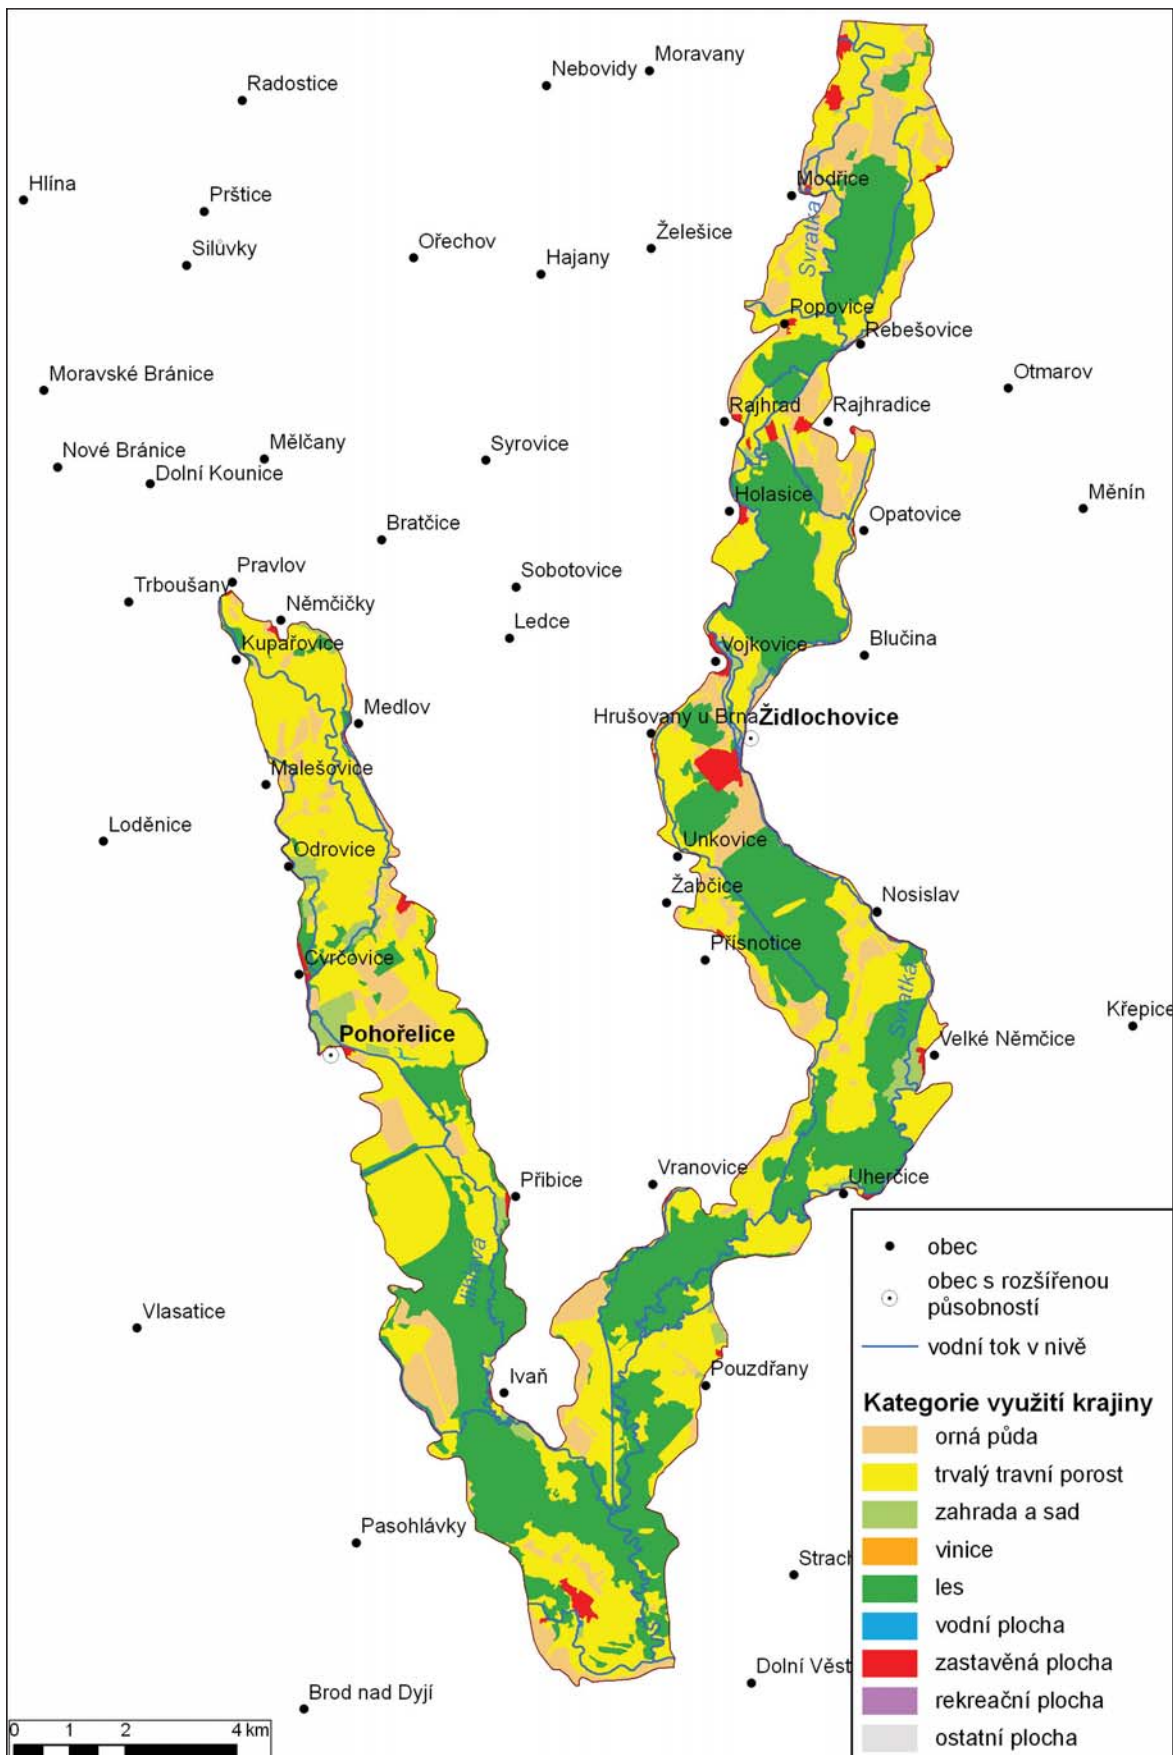 Moravany
Nebovidy
Radostice
Hlína
Prštice
Modřice
Svratka
Silůvky
Ořechov
Hajany
Želešice
Popovice
Rebešovice
Moravské Bránice
Otmarov
Rajhrad
Rajhradice
Nové Bránice
Mělčany
Dolní Kounice
Syrovice
Holasice
Měnín
Opatovice
Bratčice
Pravlov
Trboušany
Sobotovice
Němčičky
Ledce
Kupařovice
Vojkovice
Blučina
Medlov
Hrušovany u Brna
Židlochovice
Malešovice
Loděnice
Odrovice
Unkovice
Žabčice
Nosislav
Přísnotice
Cvrčovice
Svratka
Křepice
Pohořelice
Velké Němčice
Přibice
Vranovice
Uherčice
Jihlava
Vlasatice
Ivaň
Pouzdřany
Pasohlávky
Strach
Dolní Věst
Brod nad Dyjí
0 1 2 4 km
obec
obec s rozšířenou
působností
vodní tok v nivě
Kategorie využití krajiny
orná půda
trvalý travní porost
zahrada a sad
vinice
les
vodní plocha
zastavěná plocha
rekreační plocha
ostatní plocha